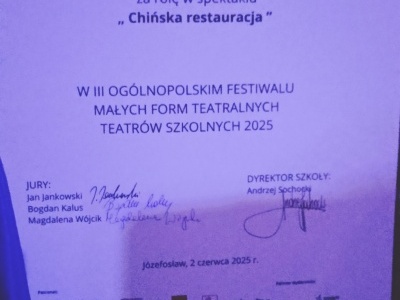 za rolę w spektaklu
„ Chińska restauracja ”
W III OGÓLNOPOLSKIM FESTIWALU
MAŁYCH FORM TEATRALNYCH
TEATRÓW SZKOLNYCH 2025
JURY:
Jan Jankowski
Bogdan Kalus
Magdalena Wójcik
DYREKTOR SZKOŁY:
Andrzej Sochocki
Józefosław, 2 czerwca 2025 r.